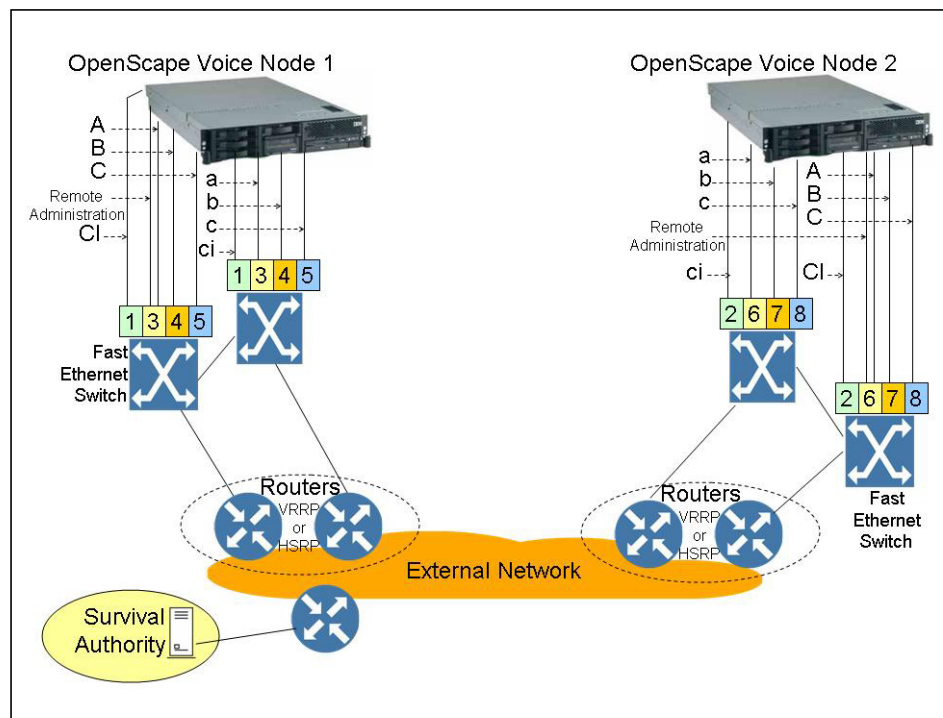 OpenScape Voice Node 1
OpenScape Voice Node 2
A
B
C
Remote
Administration
CI
a
b
c
ci
1 3 4 5
1 3 4 5
Fast
Ethernet
Switch
a
b
c
Remote
Administration
ci
A
B
C
CI
2 6 7 8
2 6 7 8
Fast
Ethernet
Switch
Routers
VRRP
or
HSRP
Routers
VRRP
or
HSRP
External Network
Survival
Authority
IBM